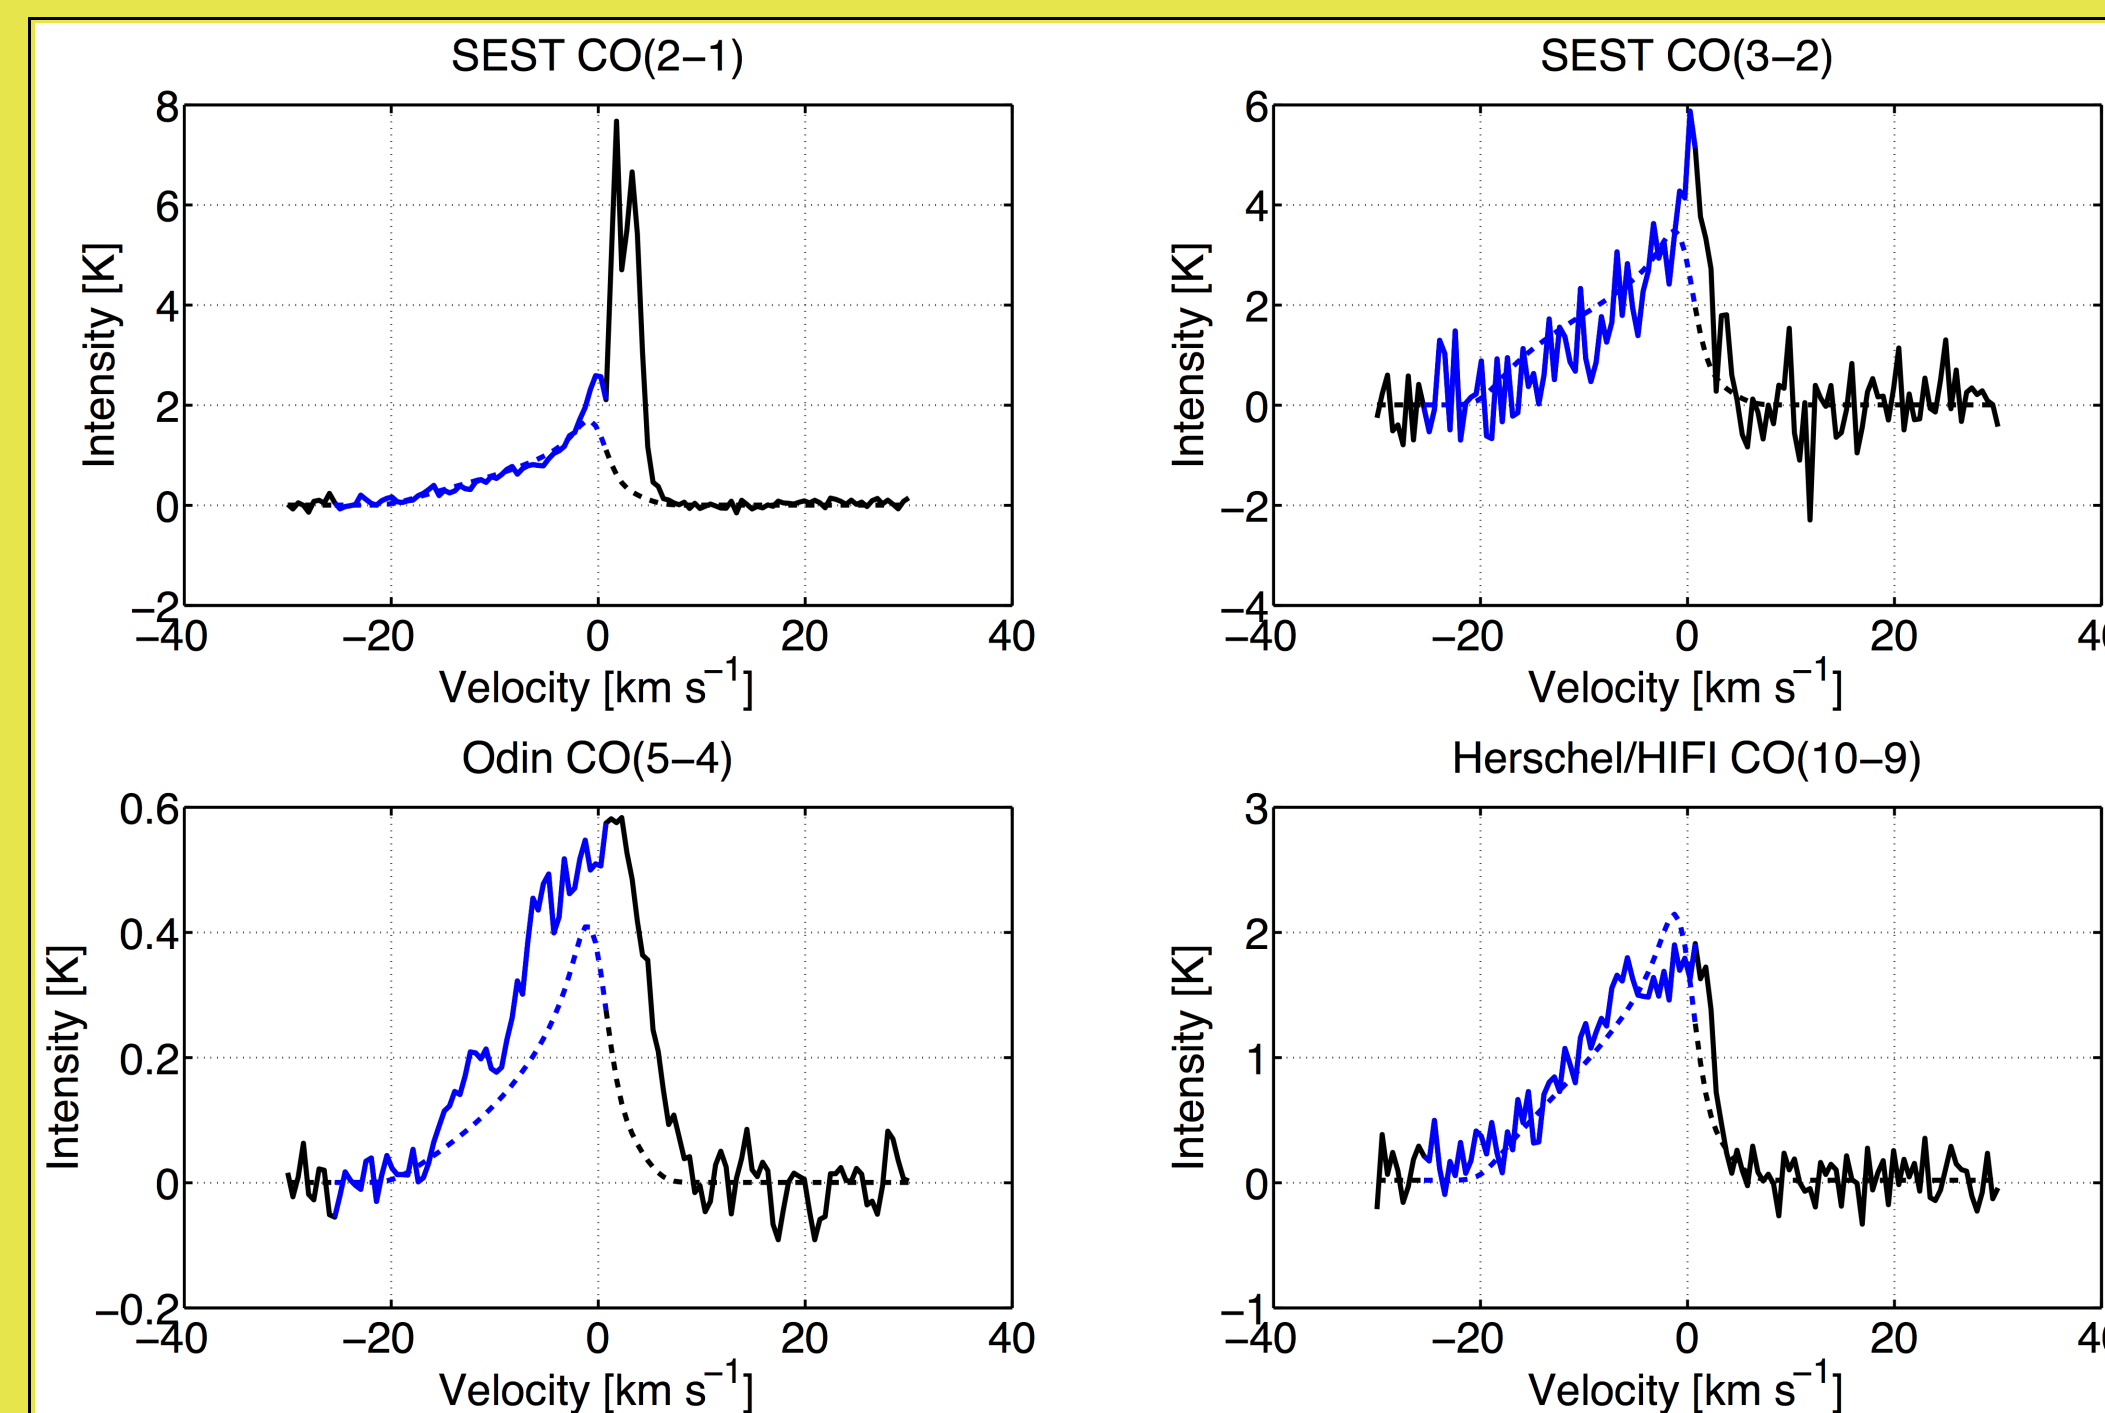 SEST CO(2−1)
8
6
4
2
0
−2
−40 −20 0 20 40
Intensity [K]
Velocity [km s−1]
SEST CO(3−2)
6
4
2
0
−2
−4
−40 −20 0 20 40
Intensity [K]
Velocity [km s−1]
Odin CO(5−4)
0.6
0.4
0.2
0
−0.2
−40 −20 0 20 40
Intensity [K]
Velocity [km s−1]
Herschel/HIFI CO(10−9)
3
2
1
0
−1
−40 −20 0 20 4
Intensity [K]
Velocity [km s−1]